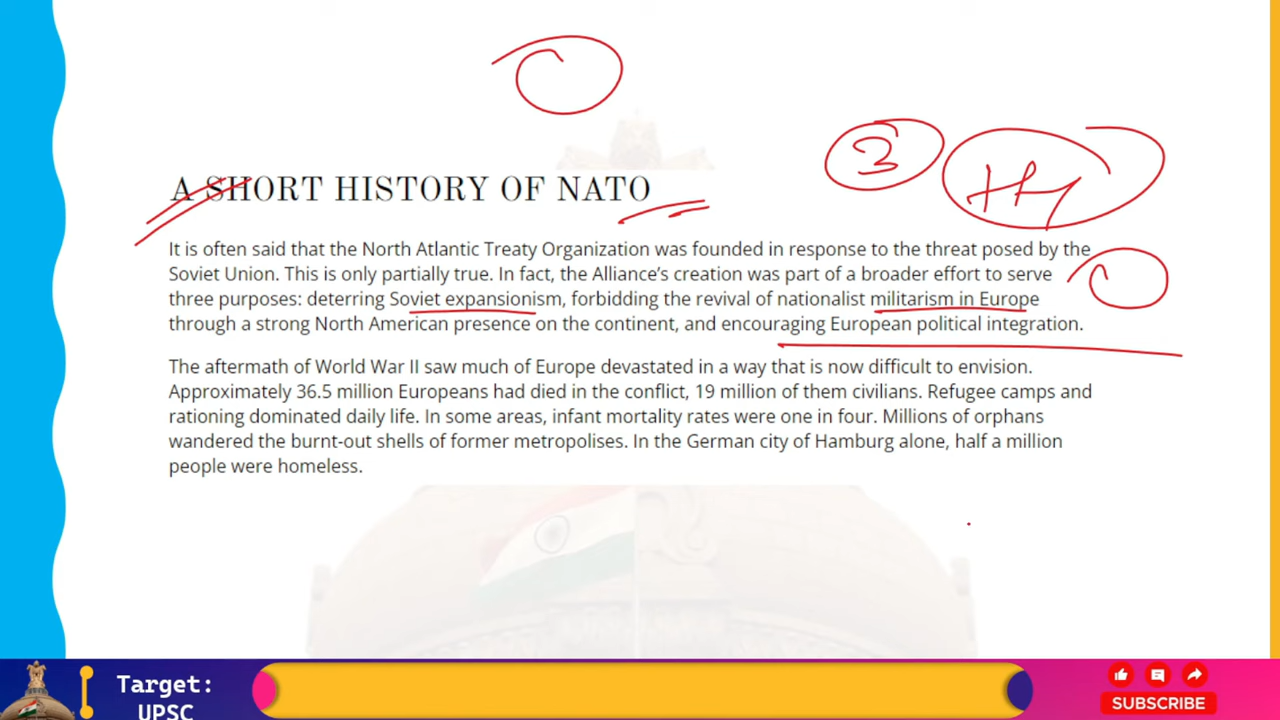 3
A SHORT HISTORY OF NATO
It is often said that the North Atlantic Treaty Organization was founded in response to the threat posed by the
Soviet Union. This is only partially true. In fact, the Alliance's creation was part of a broader effort to serve
three purposes: deterring Soviet expansionism, forbidding the revival of nationalist militarism in Europe
through a strong North American presence on the continent, and encouraging European political integration.
The aftermath of World War II saw much of Europe devastated in a way that is now difficult to envision.
Approximately 36.5 million Europeans had died in the conflict, 19 million of them civilians. Refugee camps and
rationing dominated daily life. In some areas, infant mortality rates were one in four. Millions of orphans
wandered the burnt-out shells of former metropolises. In the German city of Hamburg alone, half a million
people were homeless.
Target:
UPSC
SUBSCRIBE